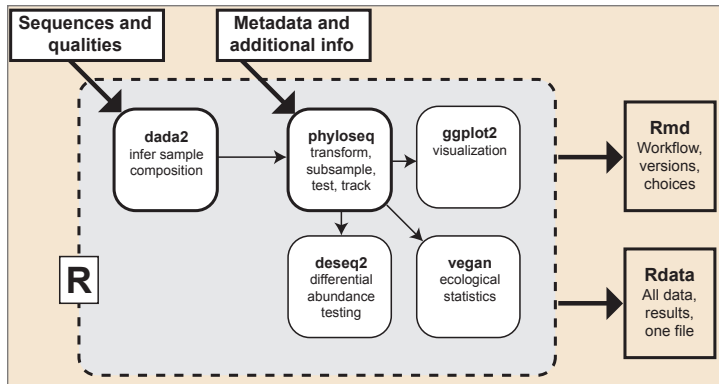 Sequences and
qualities
Metadata and
additional info
dada2
infer sample
composition
phyloseq
transform,
subsample,
test, track
ggplot2
visualization
Rmd
Workflow,
versions,
choices
R
deseq2
differential
abundance
testing
vegan
ecological
statistics
Rdata
All data,
results,
one file